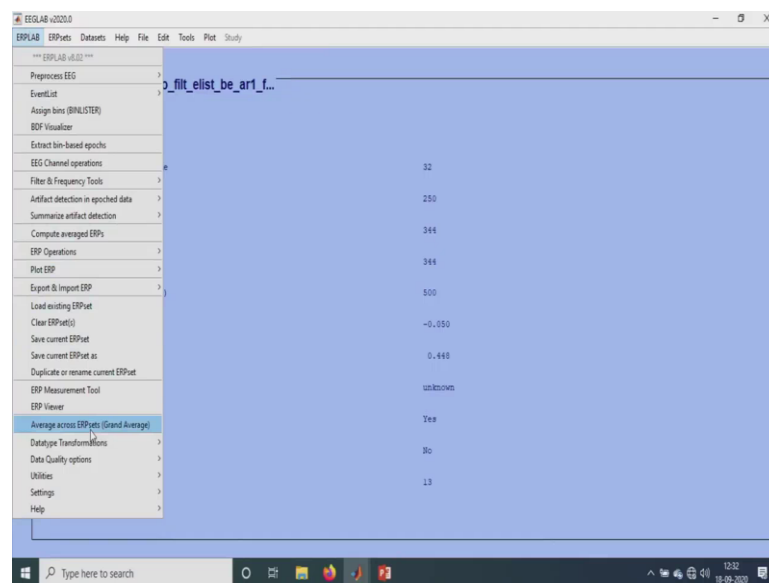 EEGLAB v2020.0
ERPLAB ERPsets Datasets Help File Edit Tools Plot Study
*** ERPLAB v8.02 ***
Preprocess EEG
_filt_elist_be_ar1_f...
EventList
Assign bins (BINLISTER)
BDF Visualizer
Extract bin-based epochs
EEG Channel operations
e 32
Filter & Frequency Tools
Artifact detection in epoched data
250
Summarize artifact detection
Compute averaged ERPs
344
ERP Operations
344
Plot ERP
Export & Import ERP
) 500
Load existing ERPset
Clear ERPset(s)
-0.050
Save current ERPset
Save current ERPset as
0.448
Duplicate or rename current ERPset
ERP Measurement Tool
unknown
ERP Viewer
Average across ERPsets (Grand Average)
Yes
Datatype Transformations
No
Data Quality options
Utilities
13
Settings
Help
Type here to search
12:32
18-09-2020